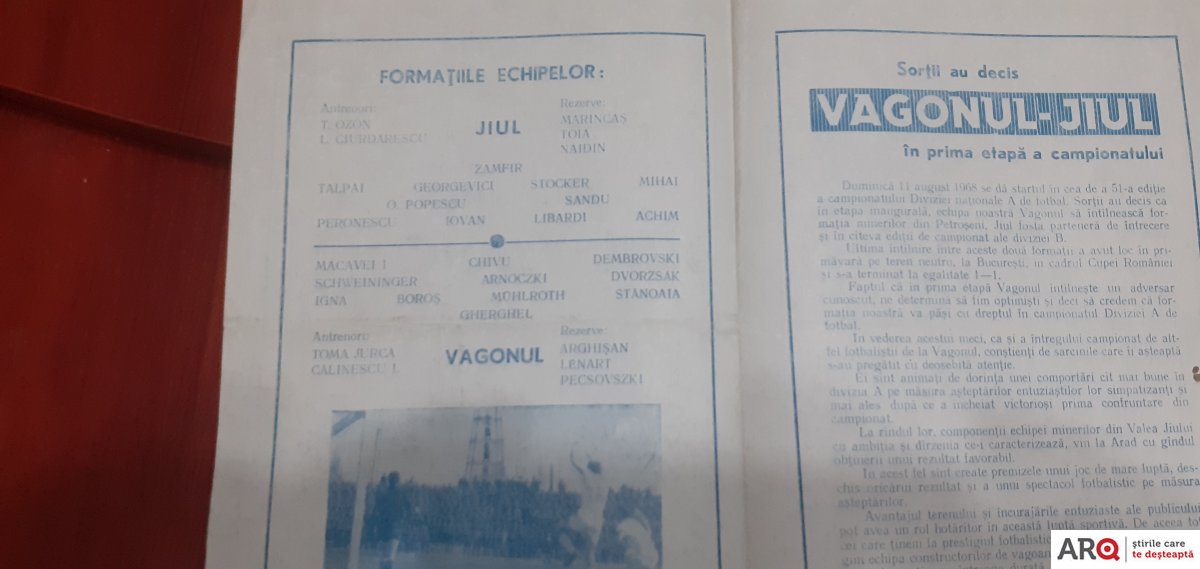 FORMAȚIILE ECHIPELOR:
Antrenori:
T. OZON
L. CIURDARESCU
JIUL
Rezerve:
MARINCAȘ
TOIA
NAIDIN
ZAMFIR
TALPAI GEORGEVICI STOCKER MIHAI
O. POPESCU SANDU
PERONESCU IOVAN LIBARDI ACHIM
MACAVEI I CHIVU DEMBROVSKI
SCHWEININGER ARNOCZKI DVORZSAK
IGNA BOROȘ MÜHLROTH STĂNOAIA
GHERGHEL
Antrenori:
TOMA JURCA
CĂLINESCU I.
VAGONUL
Rezerve:
ARGHIȘAN
LENART
PECSOVSZKI
Sorții au decis
VAGONUL-JIUL
în prima etapă a campionatului
Duminică 11 august 1968 se dă startul în cea de a 51-a ediție
a campionatului Diviziei naționale A de fotbal. Sorții au decis ca
în etapa inaugurală, echipa noastră Vagonul să întîlnească for-
mația minerilor din Petroșeni, Jiul fosta parteneră de întrecere
și în cîteva ediții de campionat ale diviziei B.
Ultima întîlnire între aceste două formații a avut loc în pri-
măvară pe teren neutru, la București, în cadrul Cupei României
și s-a terminat la egalitate 1—1.
Faptul că în prima etapă Vagonul întîlnește un adversar
cunoscut, ne determină să fim optimiști și deci să credem că for-
mația noastră va păși cu dreptul în campionatul Diviziei A de
fotbal.
În vederea acestui meci, ca și a întregului campionat de alt-
fel fotbaliștii de la Vagonul, conștienți de sarcinile care îi așteaptă
s-au pregătit cu deosebită atenție.
Ei sînt animați de dorința unei comportări cît mai bune în
divizia A pe măsura așteptărilor entuziaștilor lor simpatizanți și
mai ales după ce a încheiat victorioși prima confruntare din
campionat.
La rîndul lor, componenții echipei minerilor din Valea Jiului
cu ambiția și dîrzenia ce-i caracterizează, vin la Arad cu gîndul
obținerii unui rezultat favorabil.
În acest fel sînt create premizele unui joc de mare luptă, des-
chis oricărui rezultat și a unui spectacol fotbalistic pe măsura
așteptărilor.
Avantajul terenului și încurajările entuziaste ale publicului
pot avea un rol hotărîtor în această luptă sportivă. De aceea to
cei care ținem la prestigiul fotbalistic
gim echipa constructorilor de vagoan
ARQ știrile care
te deșteaptă